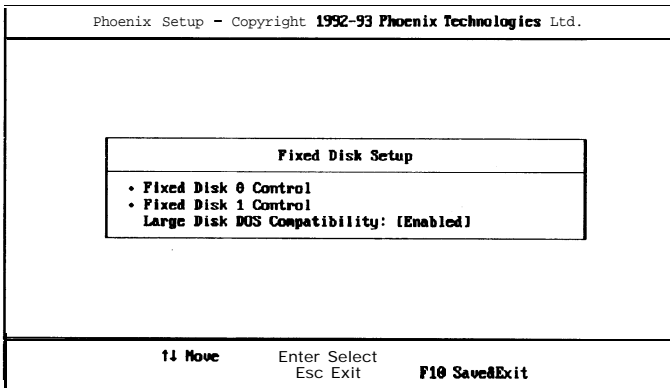 Phoenix Setup - Copyright 1992-93 Phoenix Technologies Ltd.
Fixed Disk Setup
• Fixed Disk 0 Control
• Fixed Disk 1 Control
Large Disk DOS Compatibility: [Enabled]
↑↓ Move Enter Select
Esc Exit F10 Save&Exit